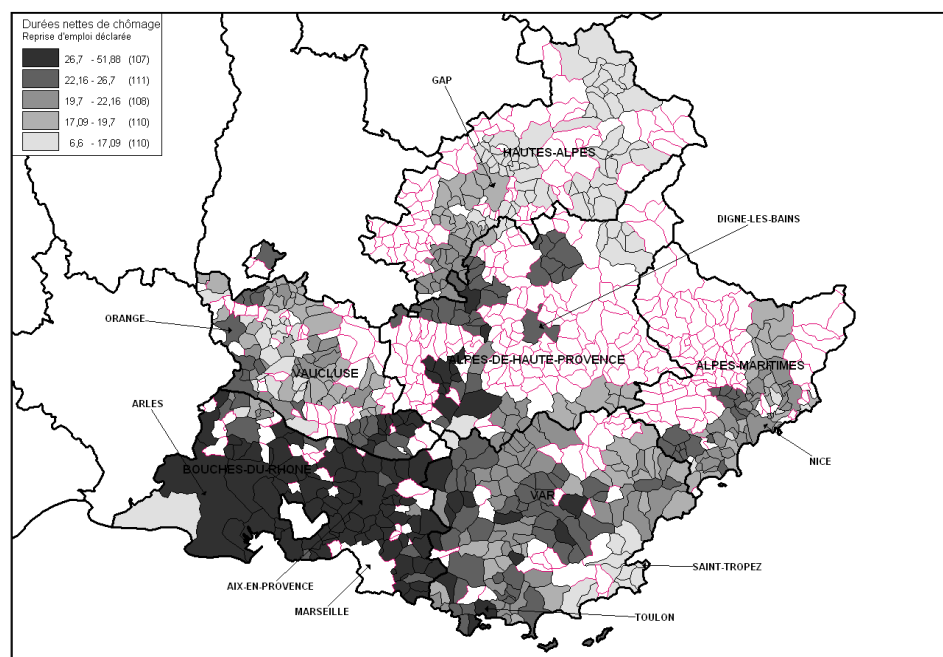 Durées nettes de chômage
Reprise d'emploi déclarée
26,7 - 51,88 (107)
22,16 - 26,7 (111)
19,7 - 22,16 (108)
17,09 - 19,7 (110)
6,6 - 17,09 (110)
GAP
HAUTES-ALPES
DIGNE-LES-BAINS
ORANGE
ALPES-DE-HAUTE-PROVENCE
ALPES-MARITIMES
VAUCLUSE
ARLES
NICE
BOUCHES-DU-RHONE
VAR
SAINT-TROPEZ
AIX-EN-PROVENCE
MARSEILLE
TOULON